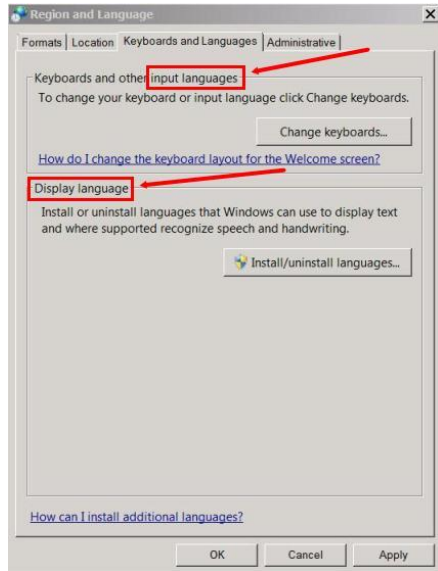 Region and Language
Formats Location Keyboards and Languages Administrative
Keyboards and other input languages
To change your keyboard or input language click Change keyboards.
Change keyboards...
How do I change the keyboard layout for the Welcome screen?
Display language
Install or uninstall languages that Windows can use to display text
and where supported recognize speech and handwriting.
Install/uninstall languages...
How can I install additional languages?
OK Cancel Apply